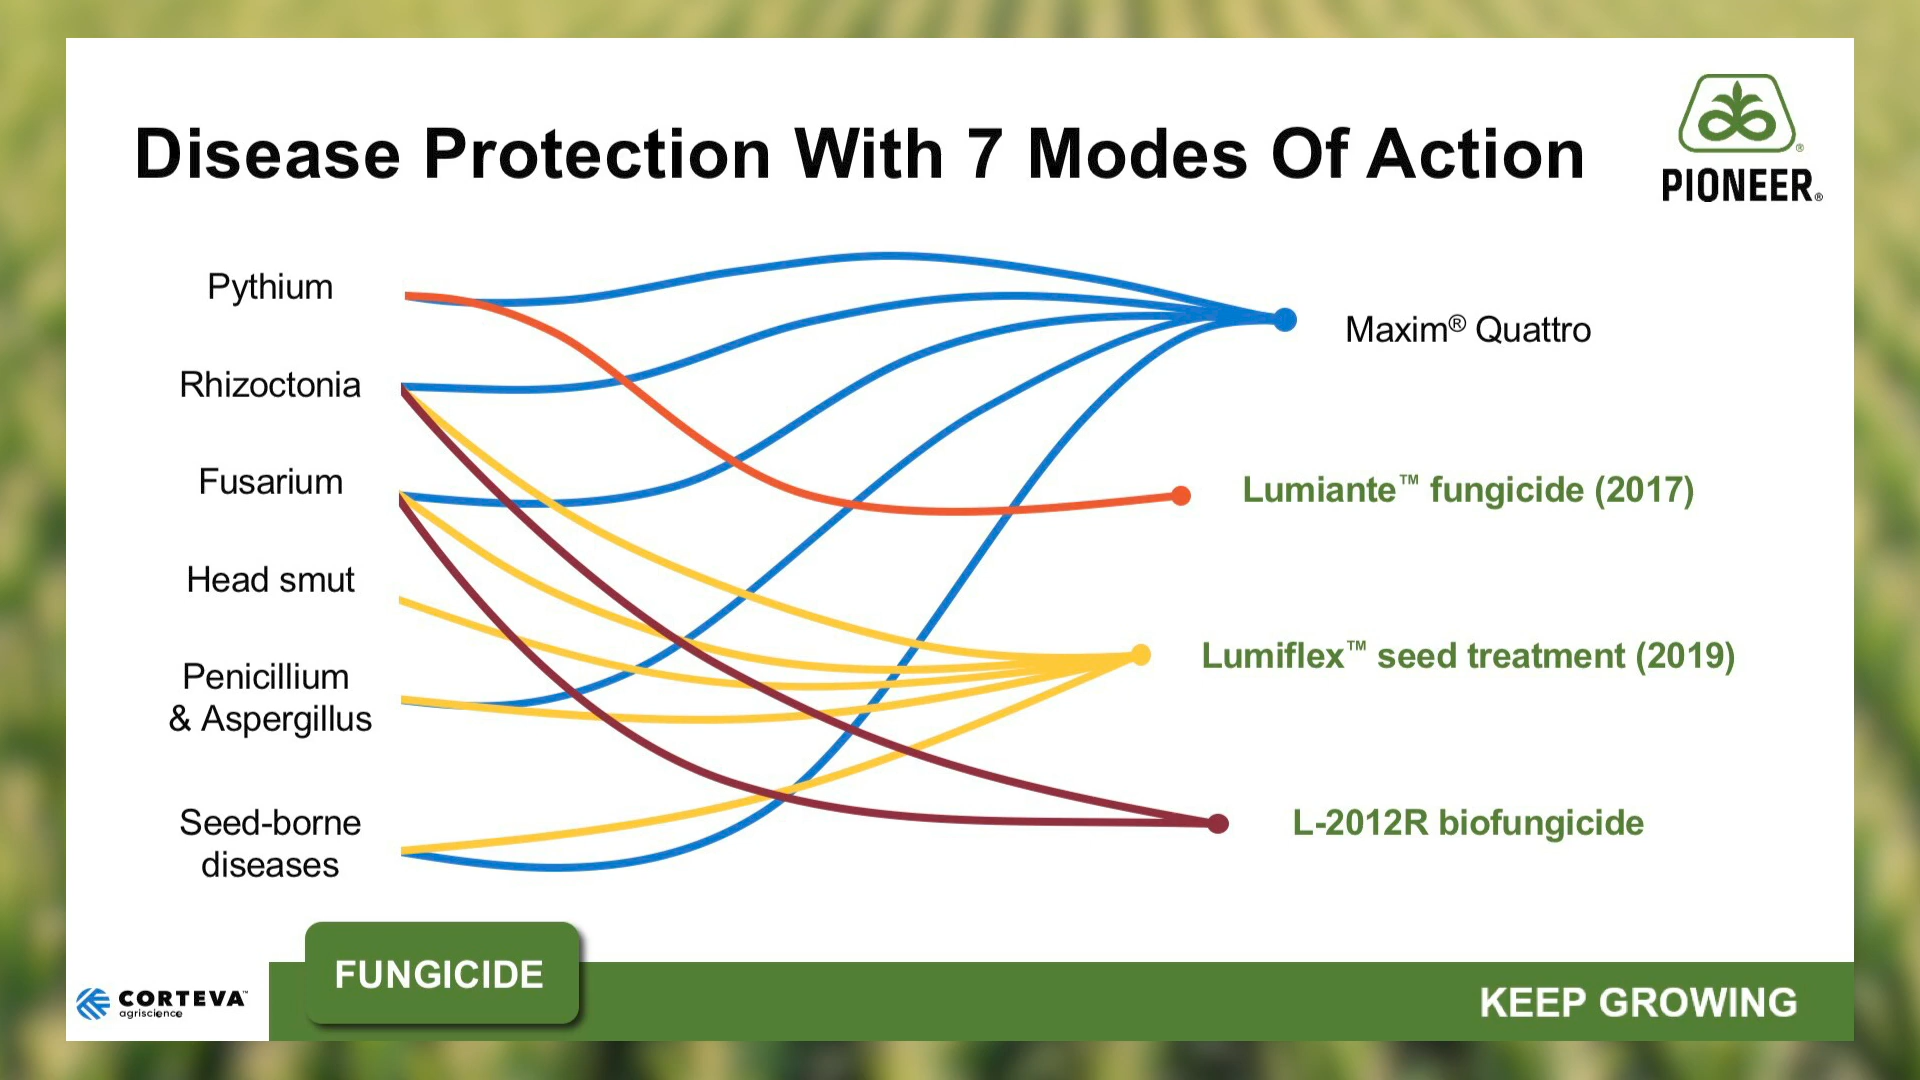 Disease Protection With 7 Modes Of Action
PIONEER®
Pythium
Rhizoctonia
Fusarium
Head smut
Penicillium
& Aspergillus
Seed-borne
diseases
Maxim® Quattro
Lumiante™ fungicide (2017)
Lumiflex™ seed treatment (2019)
L-2012R biofungicide
FUNGICIDE
CORTEVA™
agriscience
KEEP GROWING